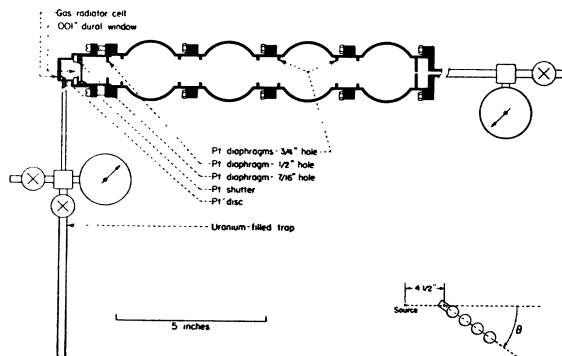 Gas radiator cell
.001" dural window
Pt diaphragms - 3/4" hole
Pt diaphragm - 1/2" hole
Pt diaphragm - 7/16" hole
Pt shutter
Pt disc
Uranium-filled trap
5 inches
4 1/2"
Source
θ